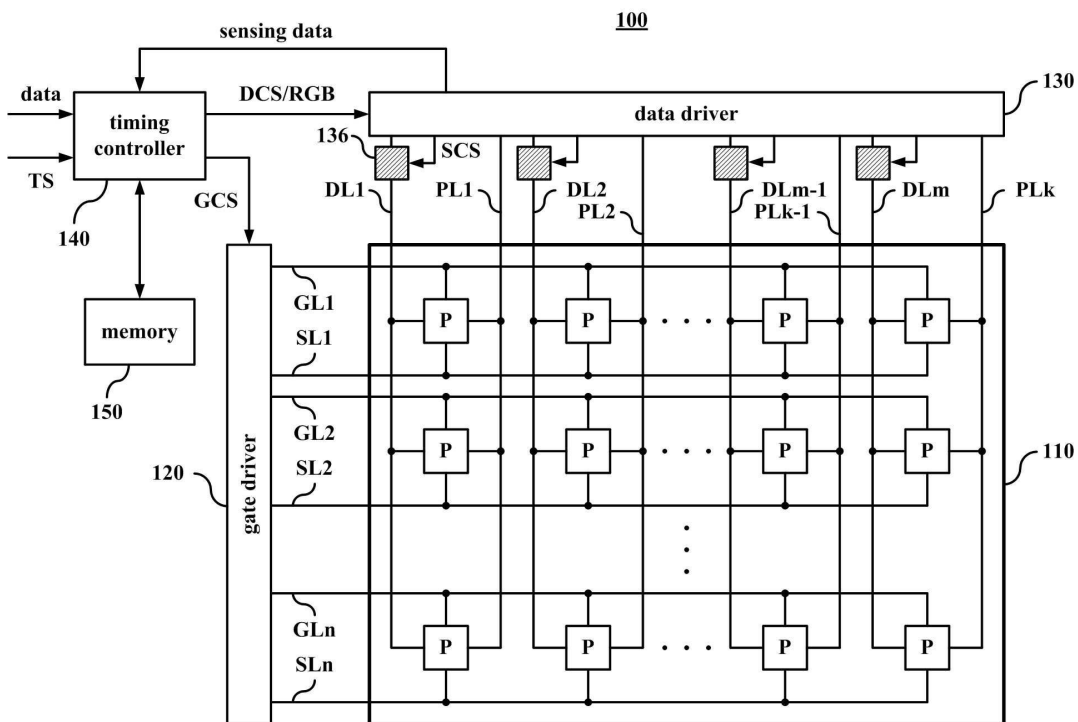 100
sensing data
data
DCS/RGB
130
timing controller
data driver
136
SCS
TS
GCS
DL1
PL1
DL2
PL2
DLm-1
PLk-1
DLm
PLk
140
GL1
P
P
· · ·
P
P
memory
SL1
150
GL2
P
P
· · ·
P
P
110
120
gate driver
SL2
GLn
P
P
· · ·
P
P
SLn